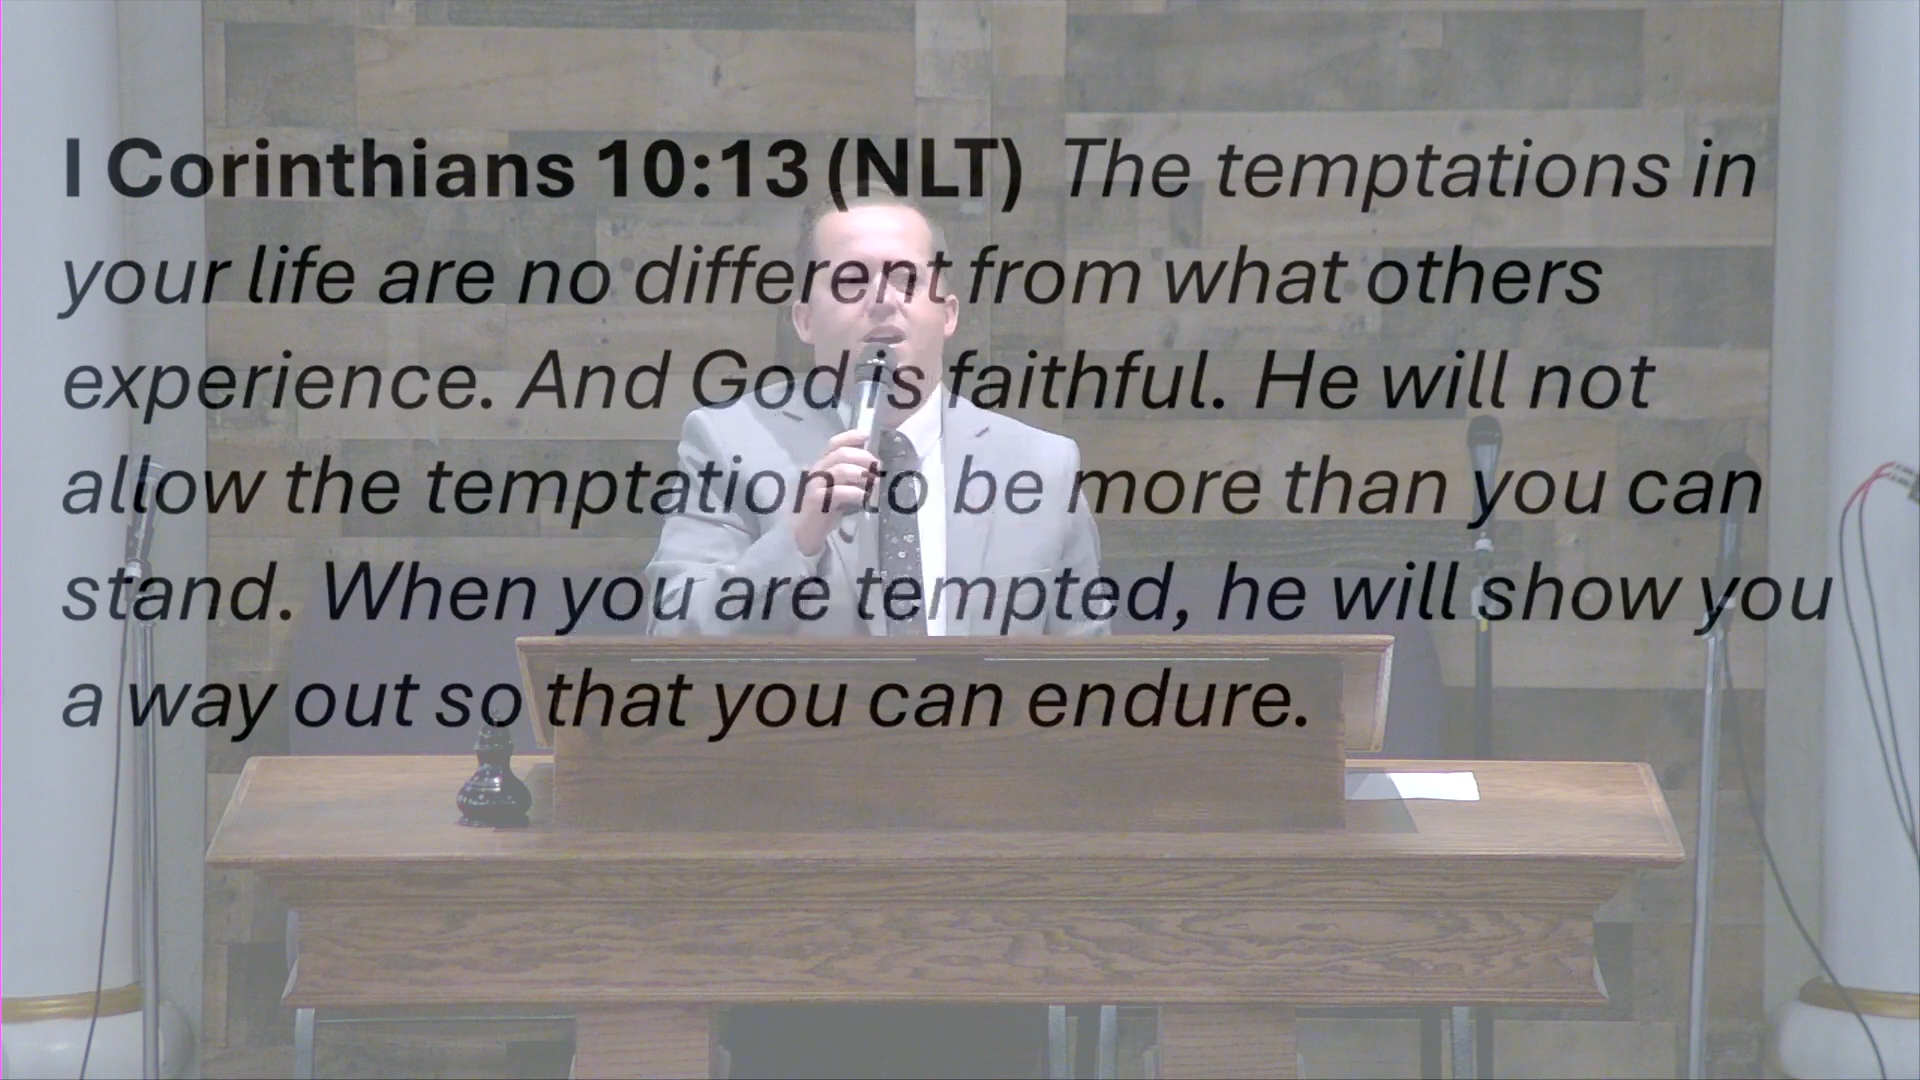 I Corinthians 10:13 (NLT) The temptations in
your life are no different from what others
experience. And God is faithful. He will not
allow the temptation to be more than you can
stand. When you are tempted, he will show you
a way out so that you can endure.